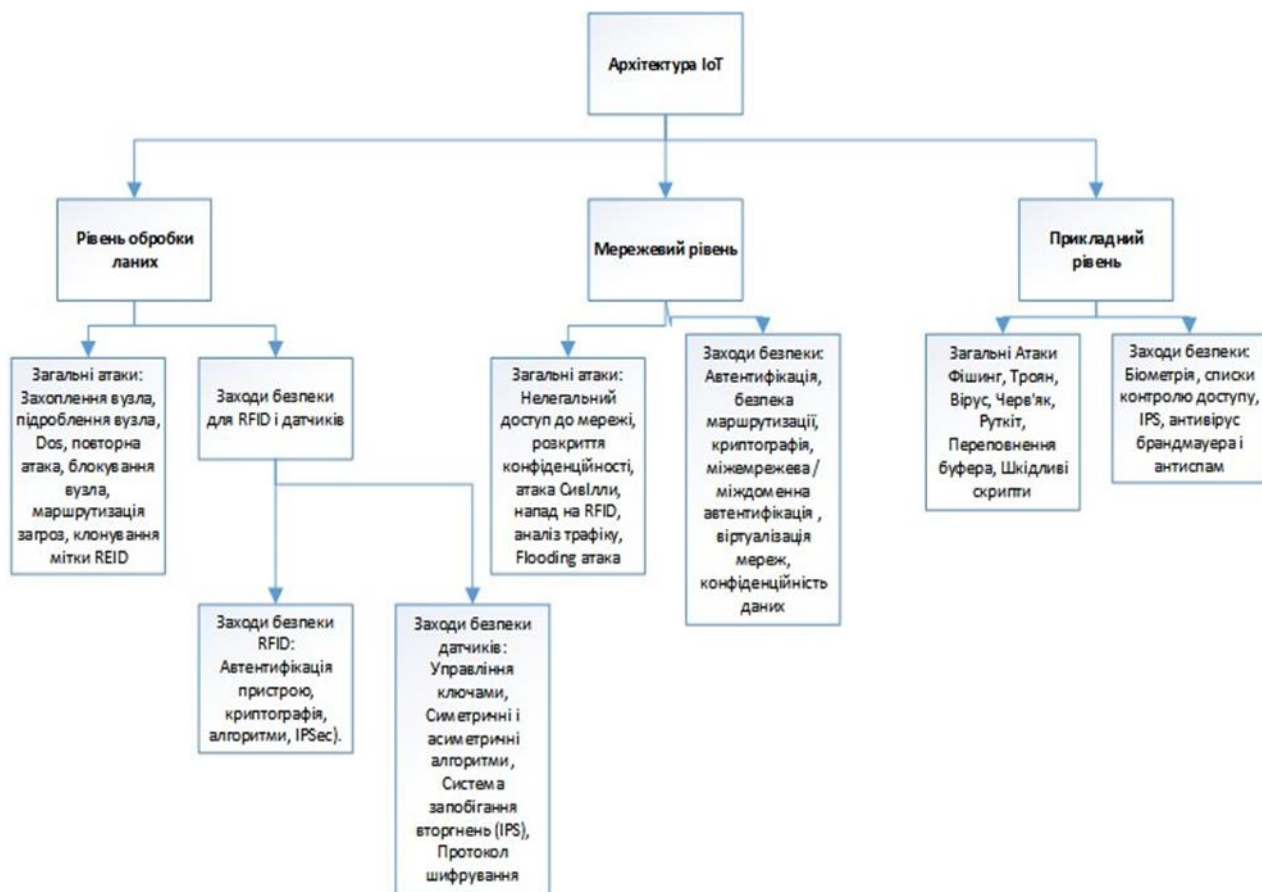 Архітектура IoT
Рівень обробки
ланих
Мережевий рівень
Прикладний
рівень
Загальні атаки:
Захоплення вузла,
підроблення вузла,
Dos, повторна
атака, блокування
вузла,
маршрутизація
загроз, клонування
мітки REID
Заходи безпеки
для RFID і датчиків
Загальні атаки:
Нелегальний
доступ до мережі,
розкриття
конфіденційності,
атака СивІлли,
напад на RFID,
аналіз трафіку,
Flooding атака
Заходи безпеки:
Автентифікація,
безпека
маршрутизації,
криптографія,
міжемрежева /
міждоменна
автентифікація ,
віртуалізація
мереж,
конфіденційність
даних
Загальні Атаки
Фішинг, Троян,
Вірус, Черв'як,
Руткіт,
Переповнення
буфера, Шкідливі
скрипти
Заходи безпеки:
Біометрія, списки
контролю доступу,
IPS, антивірус
брандмауера і
антиспам
Заходи безпеки
RFID:
Автентифікація
пристрою,
криптографія,
алгоритми, IPSec).
Заходи безпеки
датчиків:
Управління
ключами,
Симетричні і
асиметричні
алгоритми,
Система
запобігання
вторгнень (IPS),
Протокол
шифрування